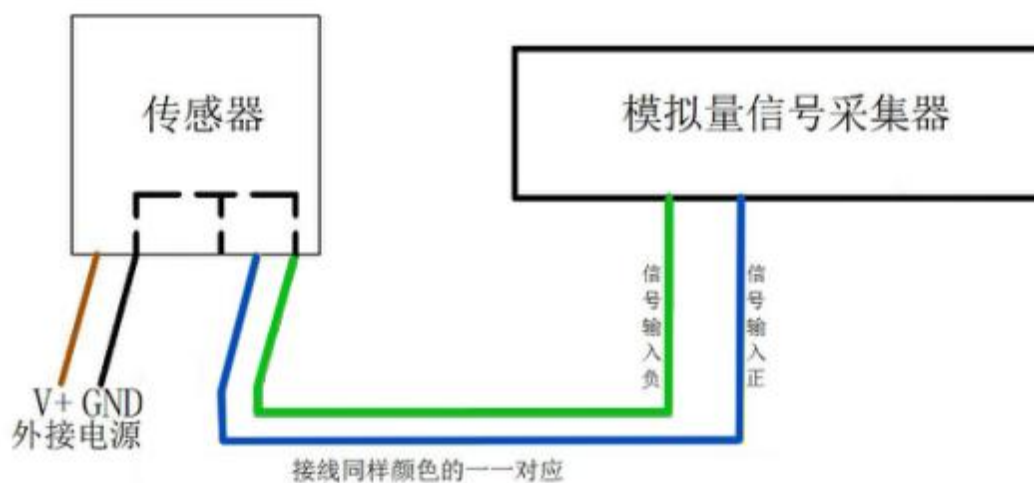 传感器
模拟量信号采集器
信号输入负
信号输入正
V+ GND
外接电源
接线同样颜色的一一对应